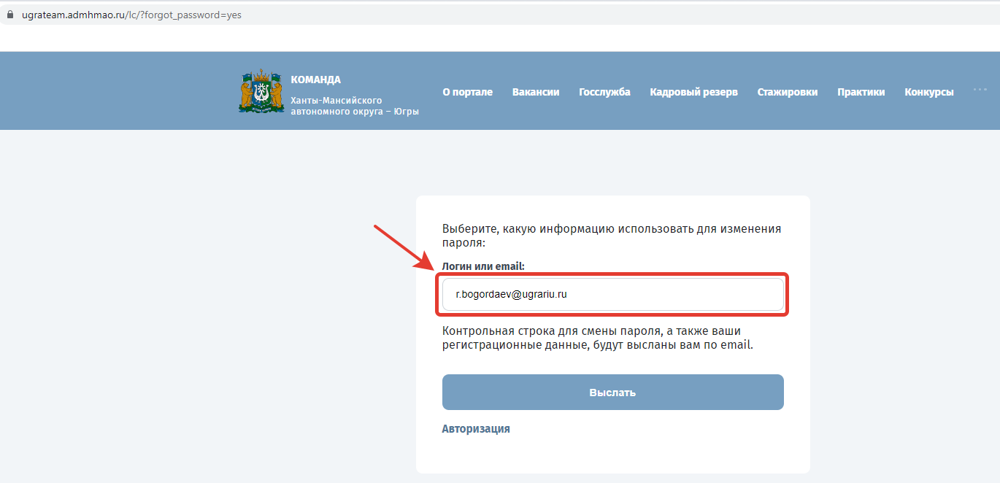 ugrateam.admhmao.ru/lc/?forgot_password=yes
КОМАНДА
Ханты-Мансийского
автономного округа – Югры
О портале Вакансии Госслужба Кадровый резерв Стажировки Практики Конкурсы ...
Выберите, какую информацию использовать для изменения
пароля:
Логин или email:
r.bogordaev@ugrariu.ru
Контрольная строка для смены пароля, а также ваши
регистрационные данные, будут высланы вам по email.
Выслать
Авторизация